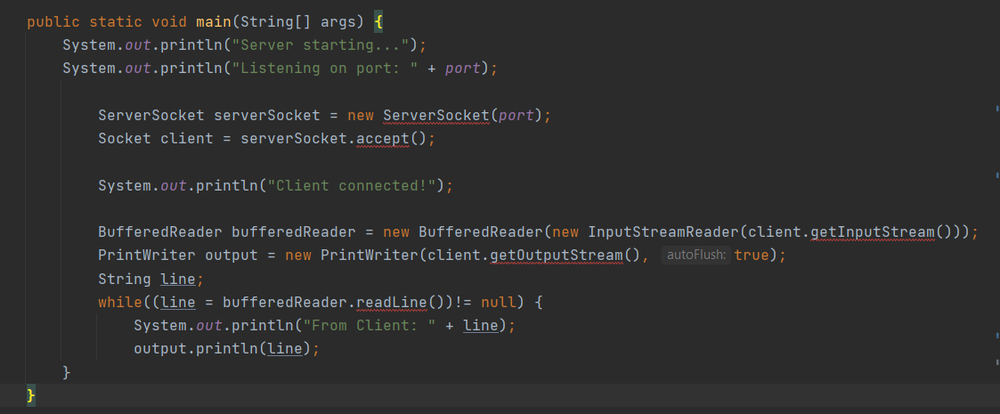 public static void main(String[] args) {
    System.out.println("Server starting...");
    System.out.println("Listening on port: " + port);

        ServerSocket serverSocket = new ServerSocket(port);
        Socket client = serverSocket.accept();

        System.out.println("Client connected!");

        BufferedReader bufferedReader = new BufferedReader(new InputStreamReader(client.getInputStream()));
        PrintWriter output = new PrintWriter(client.getOutputStream(), autoFlush: true);
        String line;
        while((line = bufferedReader.readLine())!= null) {
            System.out.println("From Client: " + line);
            output.println(line);
    }
}